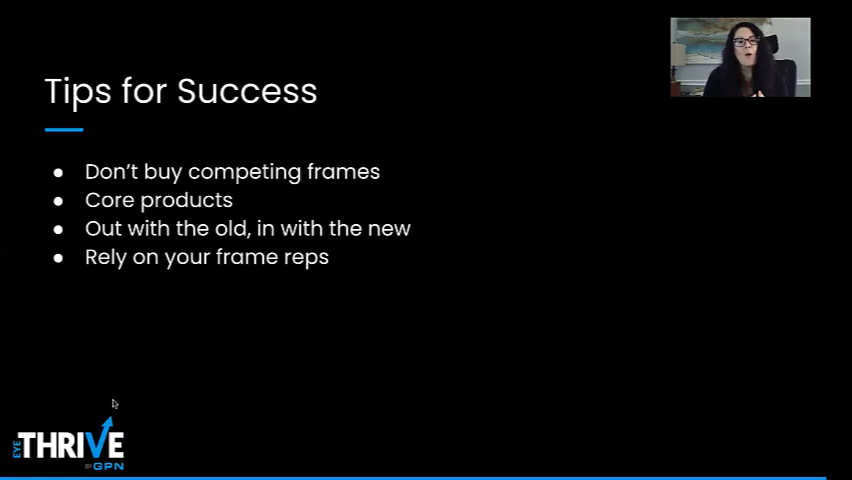 Tips for Success
● Don't buy competing frames
● Core products
● Out with the old, in with the new
● Rely on your frame reps
EYE THRIVE
BY GPN